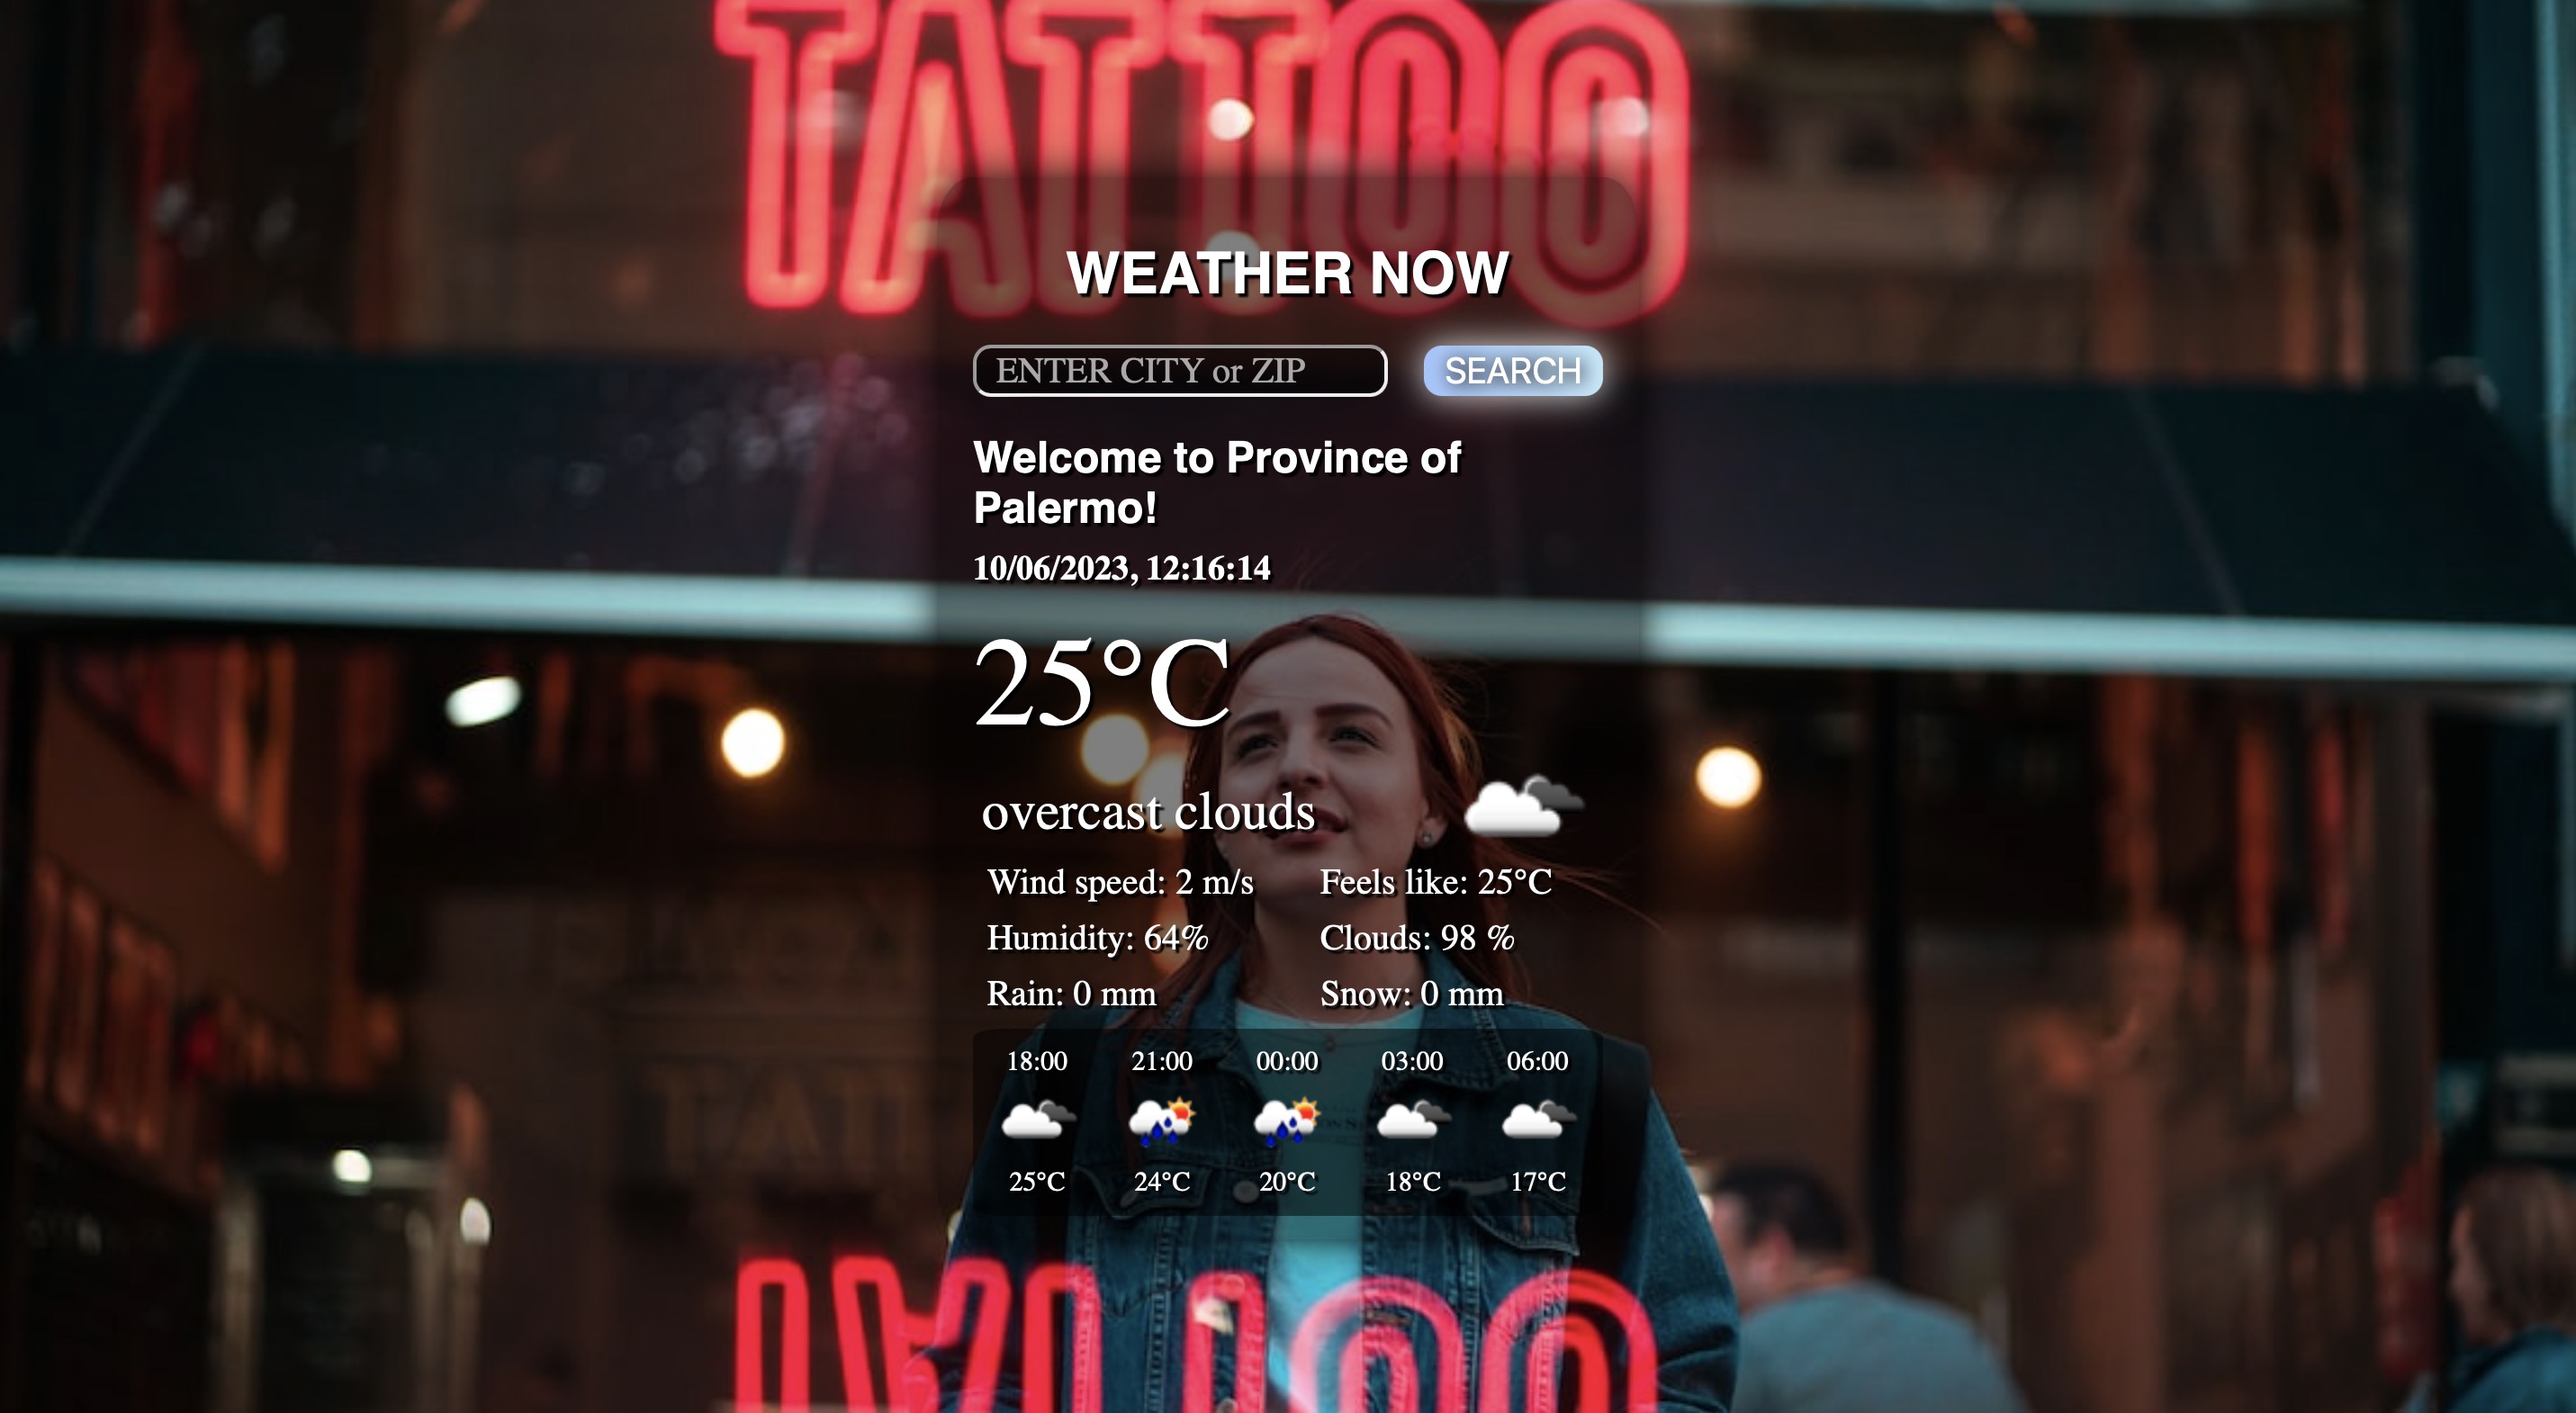 TATTOO
WEATHER NOW
ENTER CITY or ZIP
SEARCH
Welcome to Province of
Palermo!
10/06/2023, 12:16:14
25°C
overcast clouds
Wind speed: 2 m/s Feels like: 25°C
Humidity: 64% Clouds: 98 %
Rain: 0 mm Snow: 0 mm
18:00 21:00 00:00 03:00 06:00
25°C 24°C 20°C 18°C 17°C